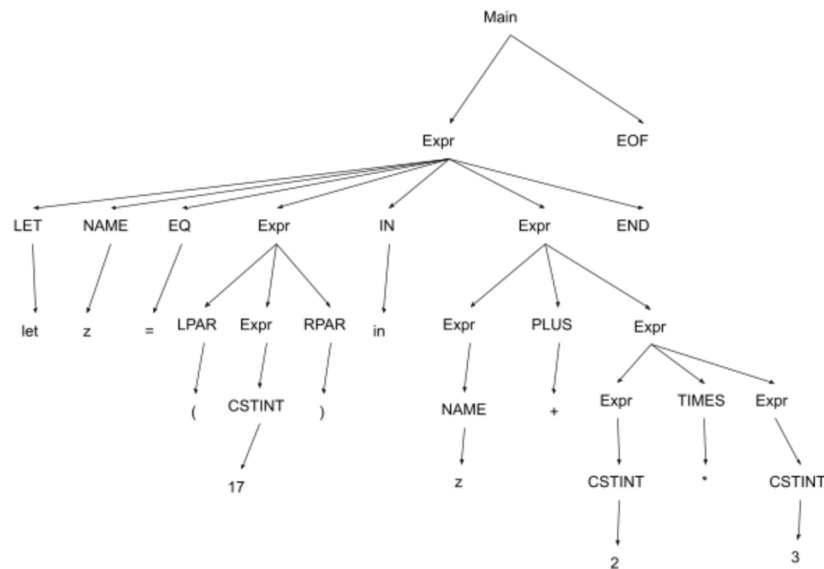 Main
Expr EOF
LET NAME EQ Expr IN Expr END
let z = LPAR Expr RPAR in Expr PLUS Expr
( CSTINT ) NAME + Expr TIMES Expr
17 z CSTINT * CSTINT
2 3